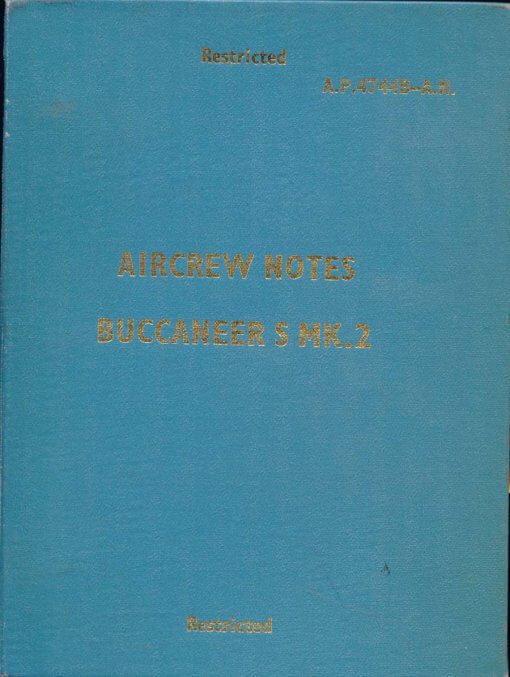 Restricted
A.P.4744B-A.N.
AIRCREW NOTES
BUCCANEER S MK.2
Restricted